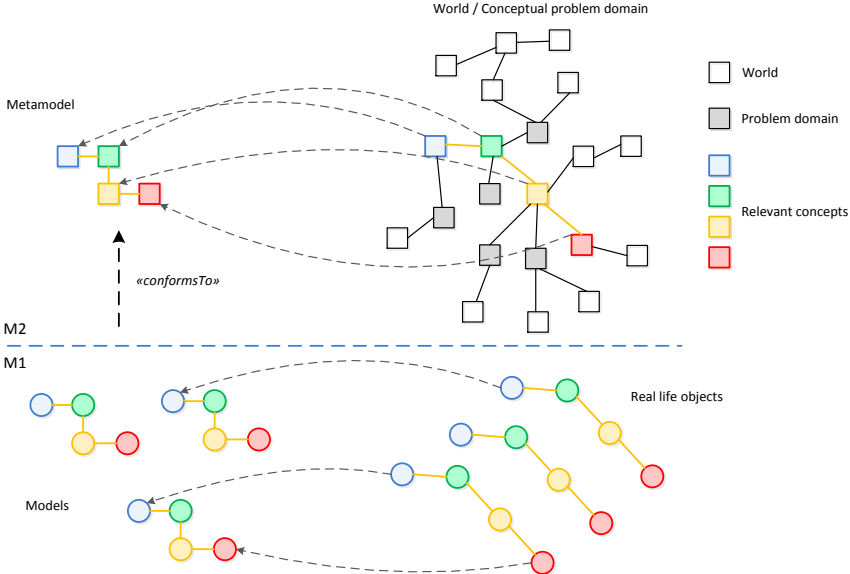 World / Conceptual problem domain
World
Metamodel
Problem domain
Relevant concepts
«conformsTo»
M2
M1
Real life objects
Models